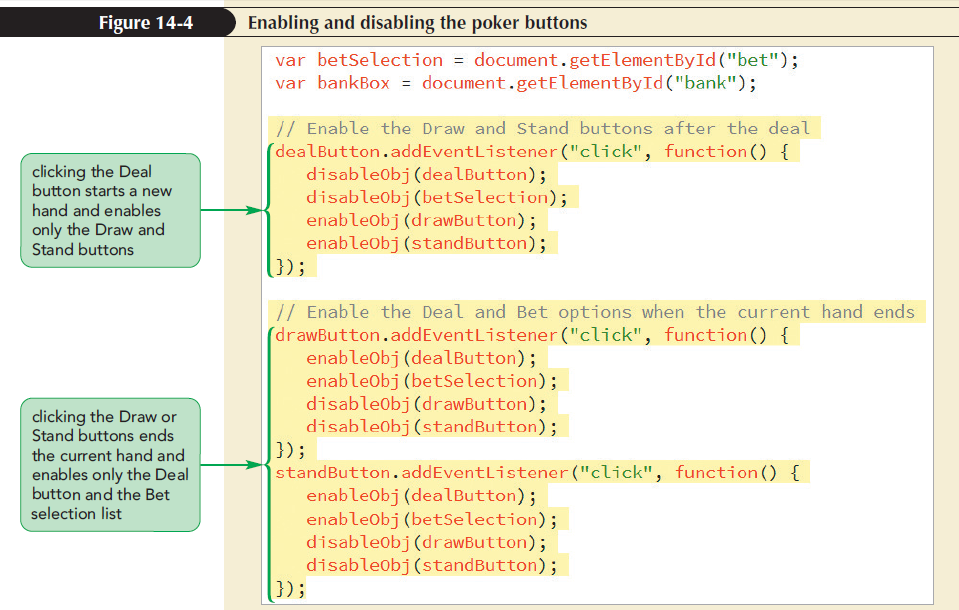 Figure 14-4 Enabling and disabling the poker buttons
var betSelection = document.getElementById("bet");
var bankBox = document.getElementById("bank");
// Enable the Draw and Stand buttons after the deal
dealButton.addEventListener("click", function() {
disableObj(dealButton);
disableObj(betSelection);
enableObj(drawButton);
enableObj(standButton);
});
clicking the Deal
button starts a new
hand and enables
only the Draw and
Stand buttons
// Enable the Deal and Bet options when the current hand ends
drawButton.addEventListener("click", function() {
enableObj(dealButton);
enableObj(betSelection);
disableObj(drawButton);
disableObj(standButton);
});
standButton.addEventListener("click", function() {
enableObj(dealButton);
enableObj(betSelection);
disableObj(drawButton);
disableObj(standButton);
});
clicking the Draw or
Stand buttons ends
the current hand and
enables only the Deal
button and the Bet
selection list